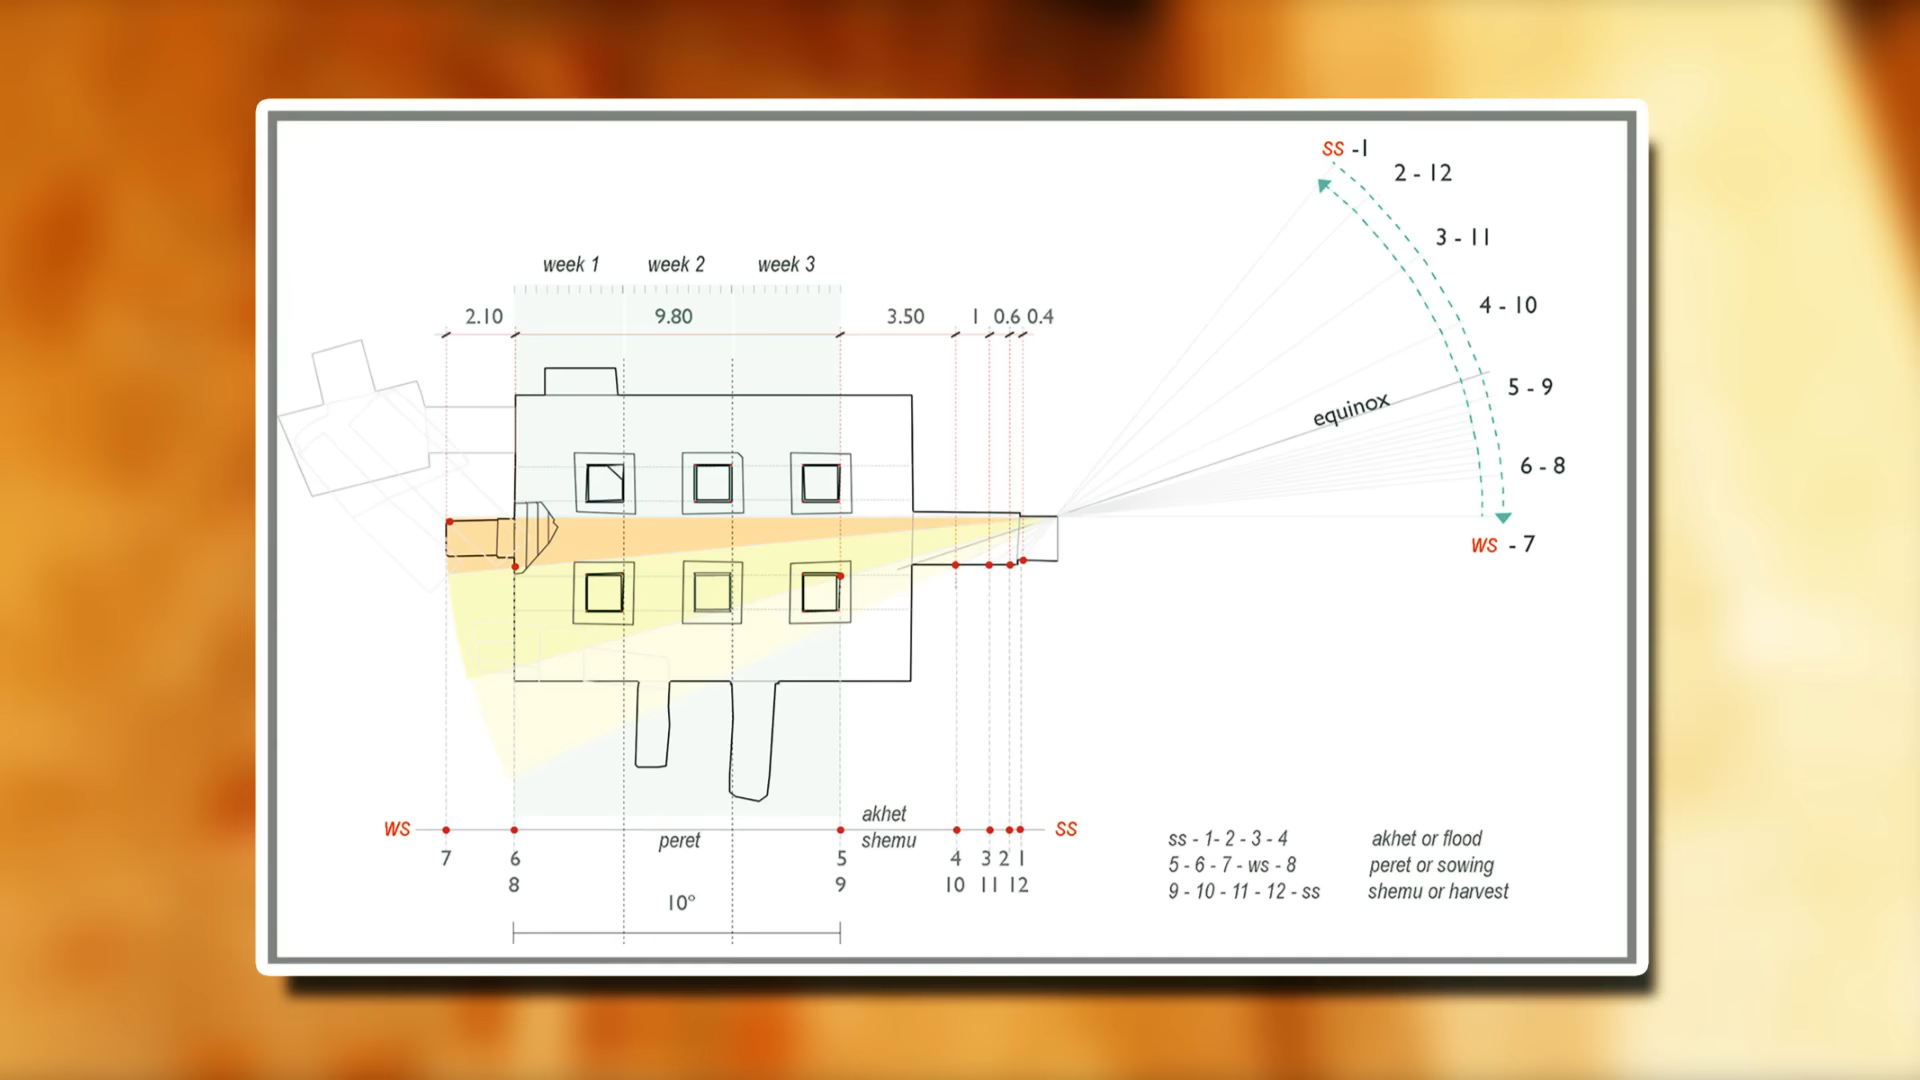 ss -1
2 - 12
3 - 11
4 - 10
equinox
5 - 9
6 - 8
ws - 7
week 1 week 2 week 3
2.10 9.80 3.50 1 0.6 0.4
ws peret akhet shemu ss
7 6 5 4 3 2 1
8 9 10 11 12
10°
ss - 1- 2 - 3 - 4 akhet or flood
5 - 6 - 7 - ws - 8 peret or sowing
9 - 10 - 11 - 12 - ss shemu or harvest